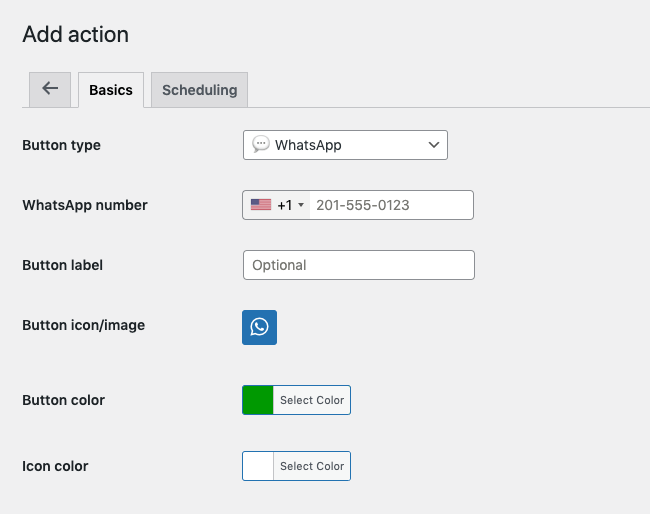 Add action
Basics
Scheduling
Button type
WhatsApp
WhatsApp number
+1
201-555-0123
Button label
Optional
Button icon/image
Button color
Select Color
Icon color
Select Color